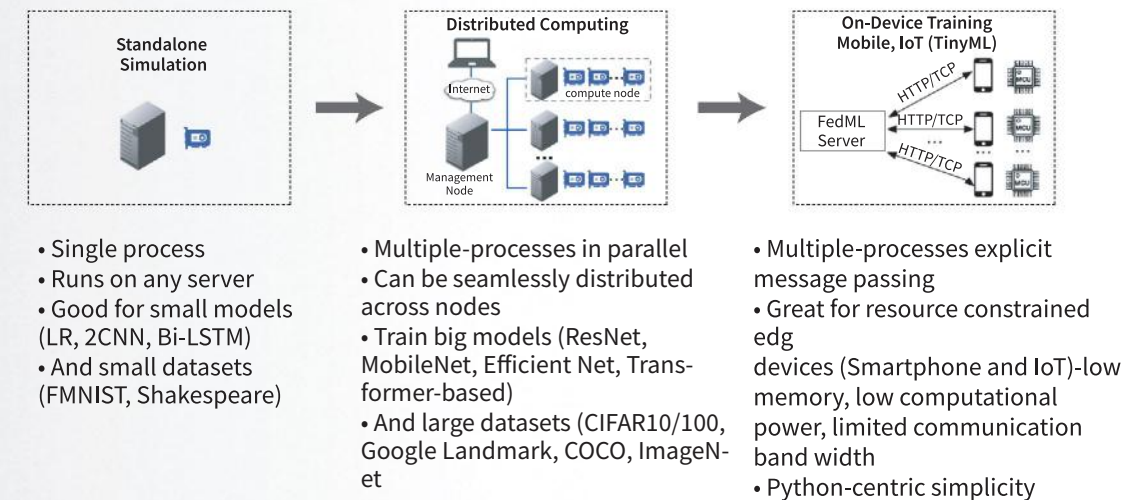 Standalone
Simulation
Distributed Computing
Internet
compute node
Management
Node
On-Device Training
Mobile, IoT (TinyML)
FedML
Server
HTTP/TCP
HTTP/TCP
HTTP/TCP
MCU
MCU
MCU
• Single process
• Runs on any server
• Good for small models
(LR, 2CNN, Bi-LSTM)
• And small datasets
(FMNIST, Shakespeare)
• Multiple-processes in parallel
• Can be seamlessly distributed
across nodes
• Train big models (ResNet,
MobileNet, Efficient Net, Trans-
former-based)
• And large datasets (CIFAR10/100,
Google Landmark, COCO, ImageN-
et
• Multiple-processes explicit
message passing
• Great for resource constrained
edg
devices (Smartphone and IoT)-low
memory, low computational
power, limited communication
band width
• Python-centric simplicity